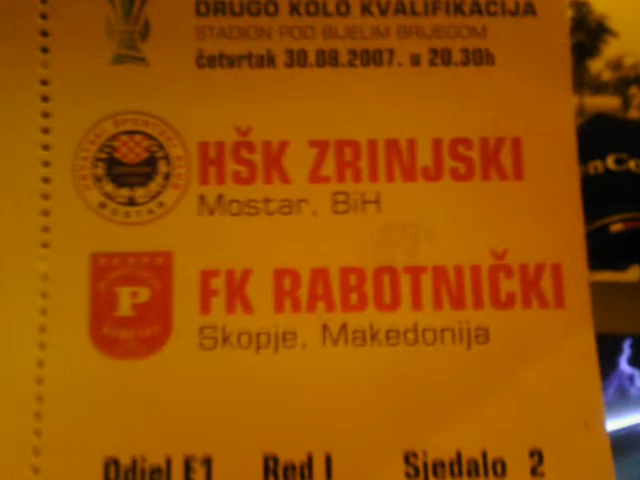 DRUGO KOLO KVALIFIKACIJA
STADION POD BIJELIM BRIJEGOM
četvrtak 30.08.2007. u 20.30h
HŠK ZRINJSKI
Mostar, BiH
MOSTAR
P
FK RABOTNIČKI
Skopje, Makedonija
Odjel E1 Red I Sjedalo 2